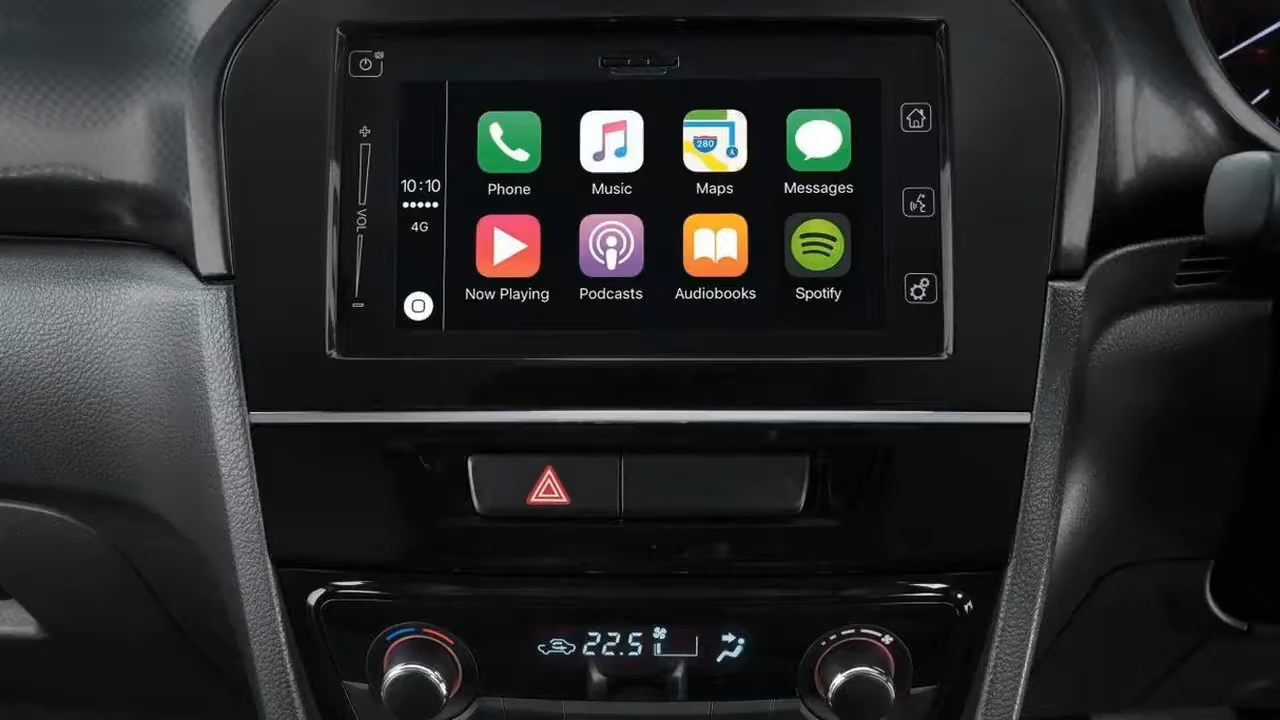 10:10
4G
VOL
Phone
Music
280
Maps
Messages
Now Playing
Podcasts
Audiobooks
Spotify
22.5